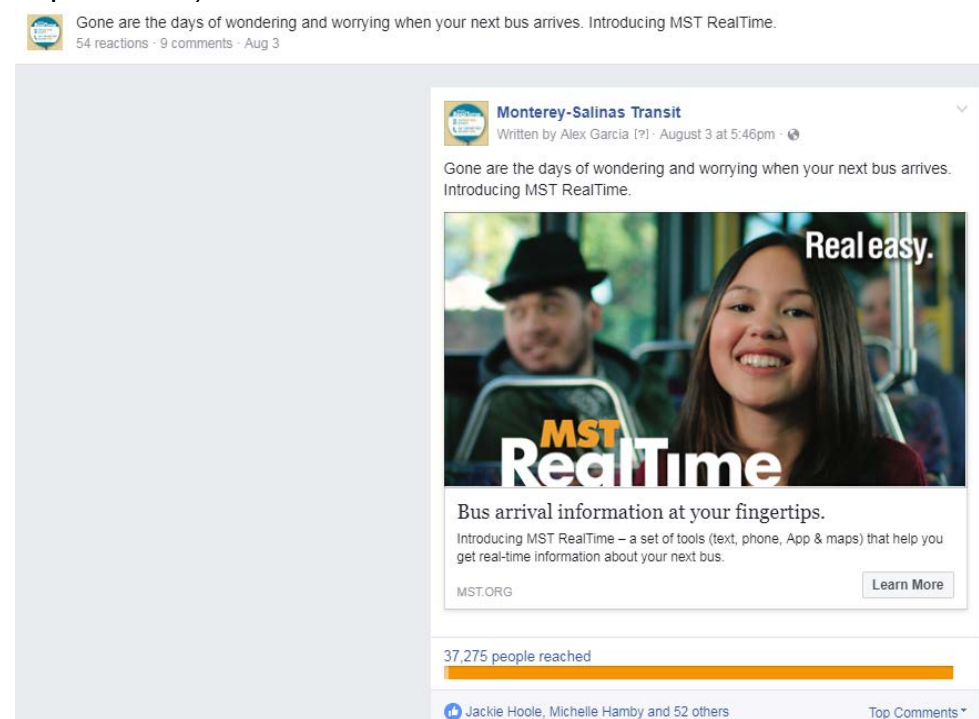 Gone are the days of wondering and worrying when your next bus arrives. Introducing MST RealTime.
54 reactions · 9 comments · Aug 3
Monterey-Salinas Transit
Written by Alex Garcia [?] · August 3 at 5:46pm ·
Gone are the days of wondering and worrying when your next bus arrives.
Introducing MST RealTime.
Real easy.
MST
RealTime
Bus arrival information at your fingertips.
Introducing MST RealTime – a set of tools (text, phone, App & maps) that help you
get real-time information about your next bus.
MST.ORG
Learn More
37,275 people reached
Jackie Hoole, Michelle Hamby and 52 others
Top Comments